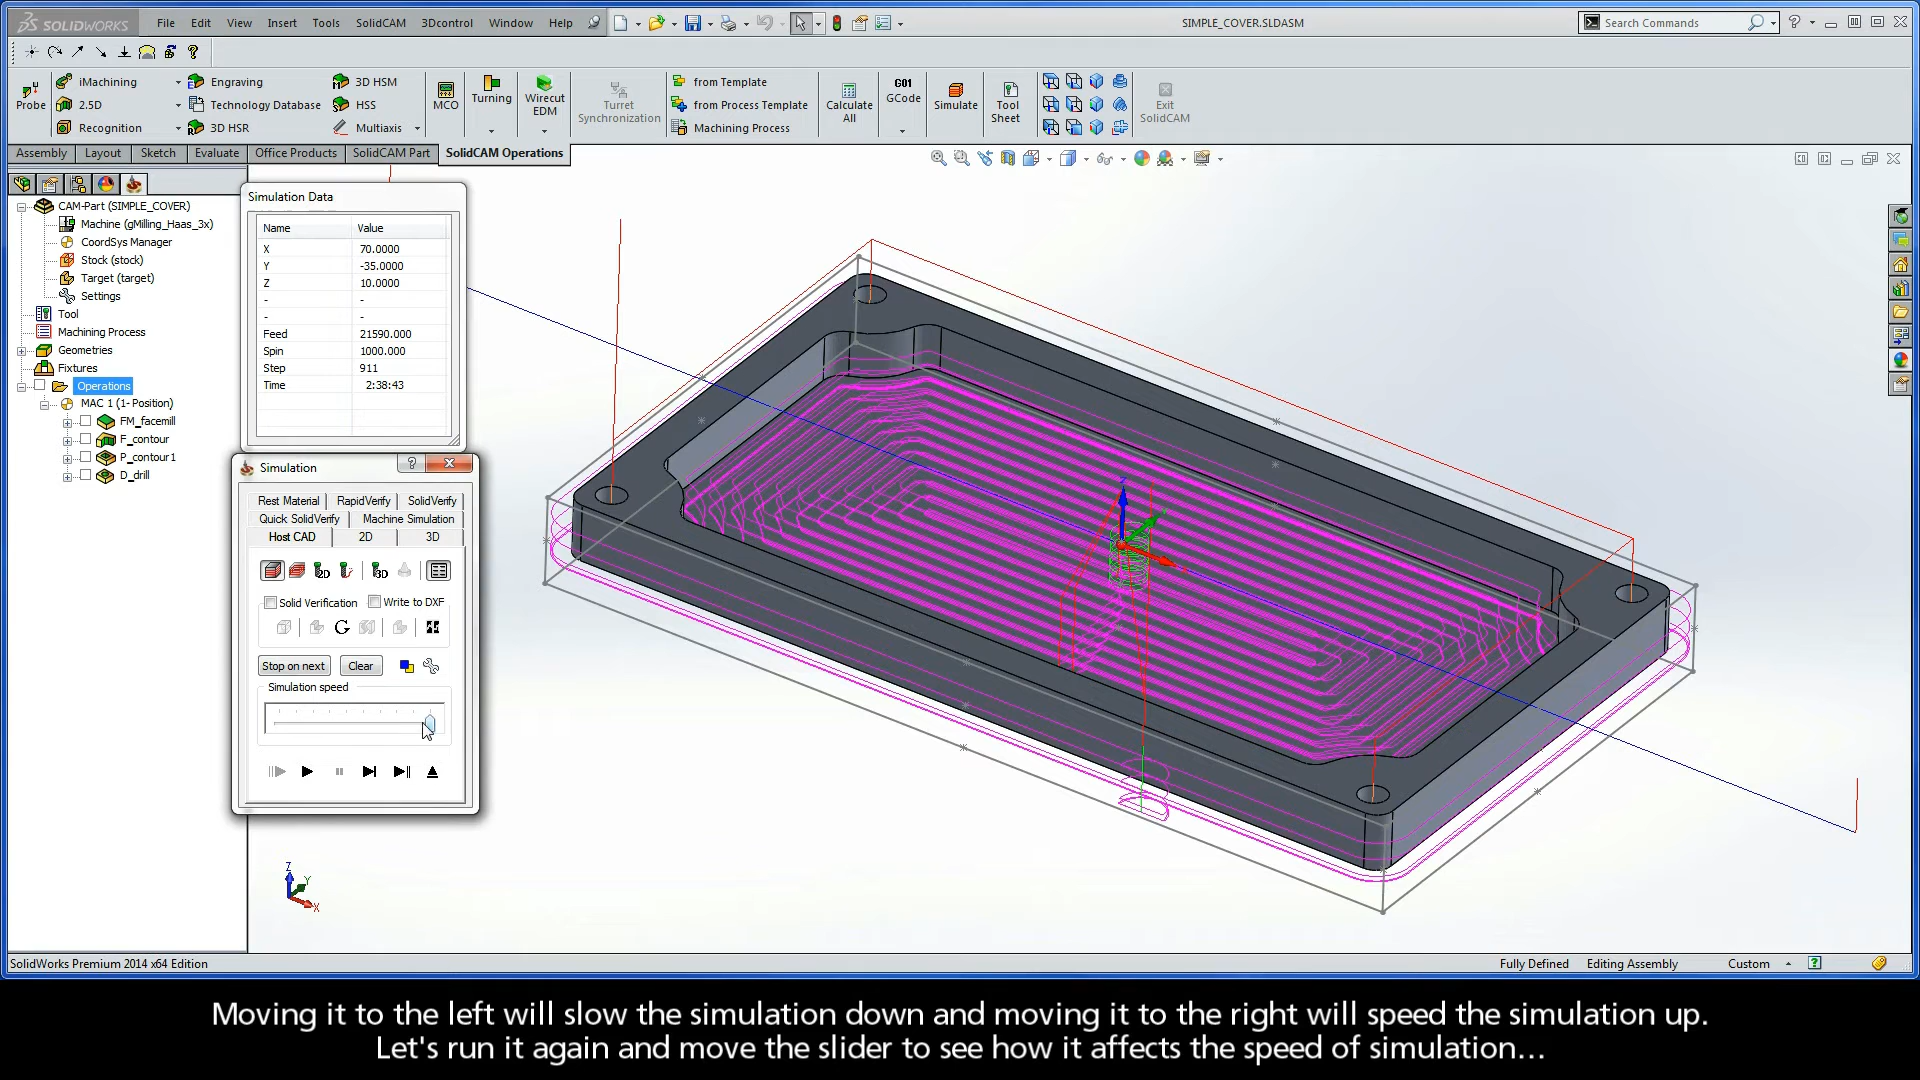 SOLIDWORKS File Edit View Insert Tools SolidCAM 3Dcontrol Window Help SIMPLE_COVER.SLDASM Search Commands
Probe iMachining 2.5D Recognition
Engraving Technology Database 3D HSR
3D HSM HSS Multiaxis
MCO Turning Wirecut EDM Turret Synchronization
from Template from Process Template Machining Process
Calculate All G01 GCode Simulate Tool Sheet Exit SolidCAM
Assembly Layout Sketch Evaluate Office Products SolidCAM Part SolidCAM Operations
CAM-Part (SIMPLE_COVER)
Machine (gMilling_Haas_3x)
CoordSys Manager
Stock (stock)
Target (target)
Settings
Tool
Machining Process
Geometries
Fixtures
Operations
MAC 1 (1- Position)
FM_facemill
F_contour
P_contour1
D_drill
Simulation Data
Name Value
X 70.0000
Y -35.0000
Z 10.0000
- -
- -
Feed 21590.000
Spin 1000.000
Step 911
Time 2:38:43
Simulation
Rest Material RapidVerify SolidVerify
Quick SolidVerify Machine Simulation
Host CAD 2D 3D
2D 3D
Solid Verification Write to DXF
Stop on next Clear
Simulation speed
Z
Y
X
Z
SolidWorks Premium 2014 x64 Edition Fully Defined Editing Assembly Custom
Moving it to the left will slow the simulation down and moving it to the right will speed the simulation up.
Let's run it again and move the slider to see how it affects the speed of simulation...